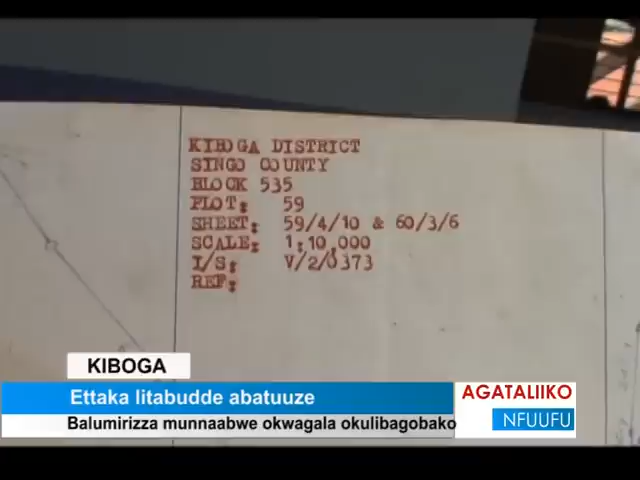 KIBOGA DISTRICT
SINGO COUNTY
BLOCK 535
PLOT: 59
SHEET: 59/4/10 & 60/3/6
SCALE: 1:10,000
I/S: V/2/0373
REF:
KIBOGA
Ettaka litabudde abatuuze
AGATALIIKO
Balumirizza munnaabwe okwagala okulibagobako
NFUUFU